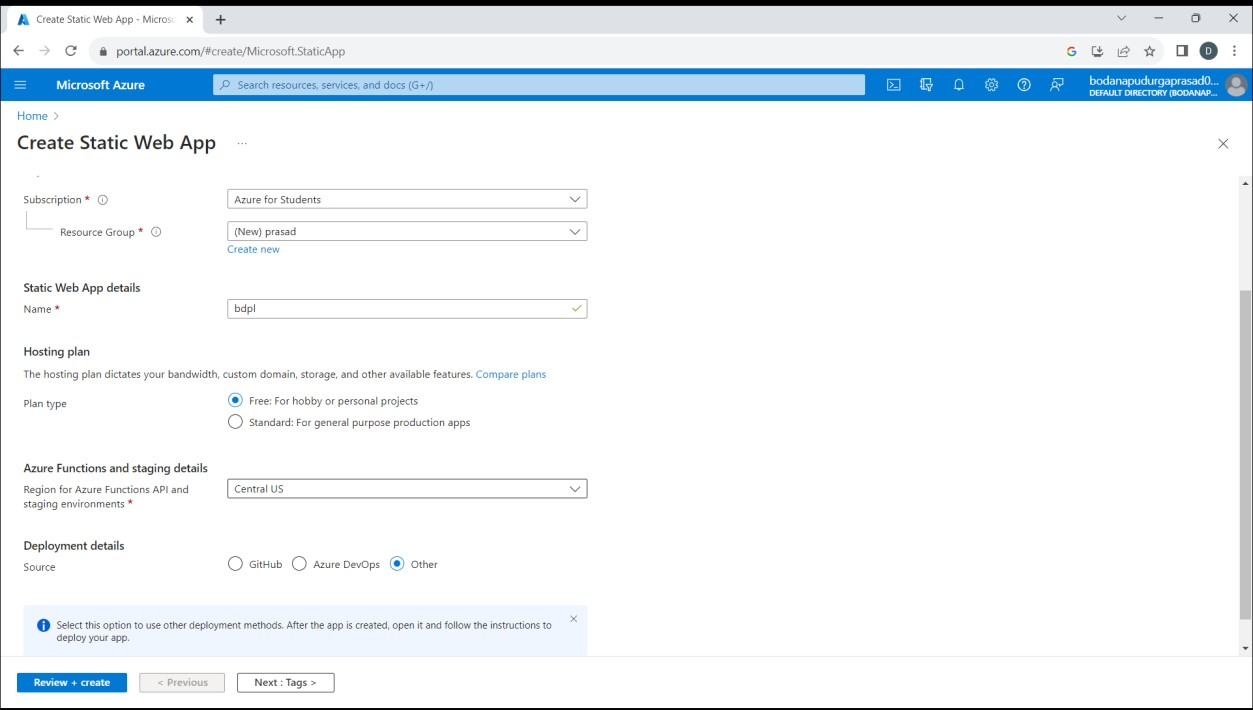 Create Static Web App - Micros
portal.azure.com/#create/Microsoft.StaticApp
G
D
Microsoft Azure
Search resources, services, and docs (G+/)
bodanapudurgaprasad0...
DEFAULT DIRECTORY (BODANAP...
Home >
Create Static Web App ...
Subscription *
Azure for Students
Resource Group *
(New) prasad
Create new
Static Web App details
Name *
bdpl
Hosting plan
The hosting plan dictates your bandwidth, custom domain, storage, and other available features. Compare plans
Plan type
Free: For hobby or personal projects
Standard: For general purpose production apps
Azure Functions and staging details
Region for Azure Functions API and
staging environments *
Central US
Deployment details
Source
GitHub
Azure DevOps
Other
Select this option to use other deployment methods. After the app is created, open it and follow the instructions to
deploy your app.
Review + create
< Previous
Next : Tags >